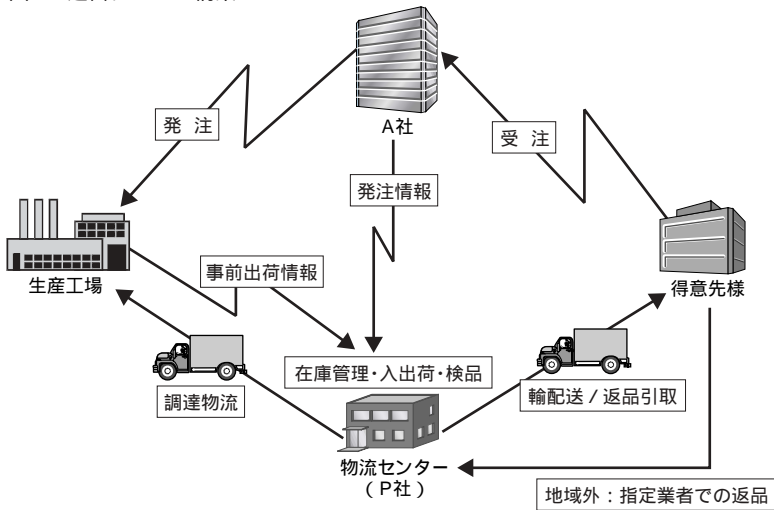 A社
発 注
受 注
発注情報
事前出荷情報
生産工場
得意先様
在庫管理・入出荷・検品
調達物流
輸配送 / 返品引取
物流センター
( P社 )
地域外：指定業者での返品